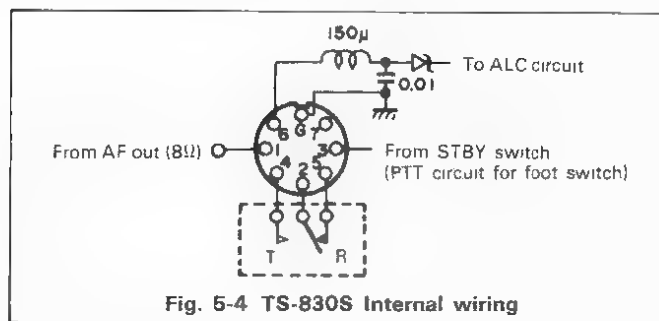 150μ
To ALC circuit
0.01
6 G 7
From AF out (8Ω) 1 3 From STBY switch
(PTT circuit for foot switch)
4 2 5
T R
Fig. 5-4 TS-830S Internal wiring